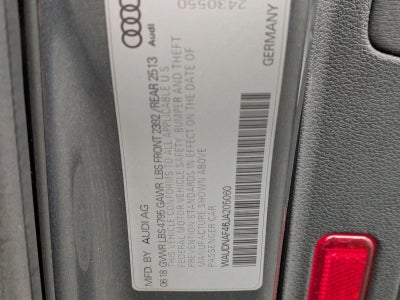 MFD. BY AUDI AG
06.18 GVWR LBS 4795 GAWR LBS FRONT 2392 / REAR 2513
THIS VEHICLE CONFORMS TO ALL APPLICABLE U.S.
FEDERAL MOTOR VEHICLE SAFETY, BUMPER AND THEFT
PREVENTION STANDARDS IN EFFECT ON THE DATE OF
MANUFACTURE SHOWN ABOVE
PASSENGER CAR
WAUDNAF46JA205060
Audi
2430550
GERMANY